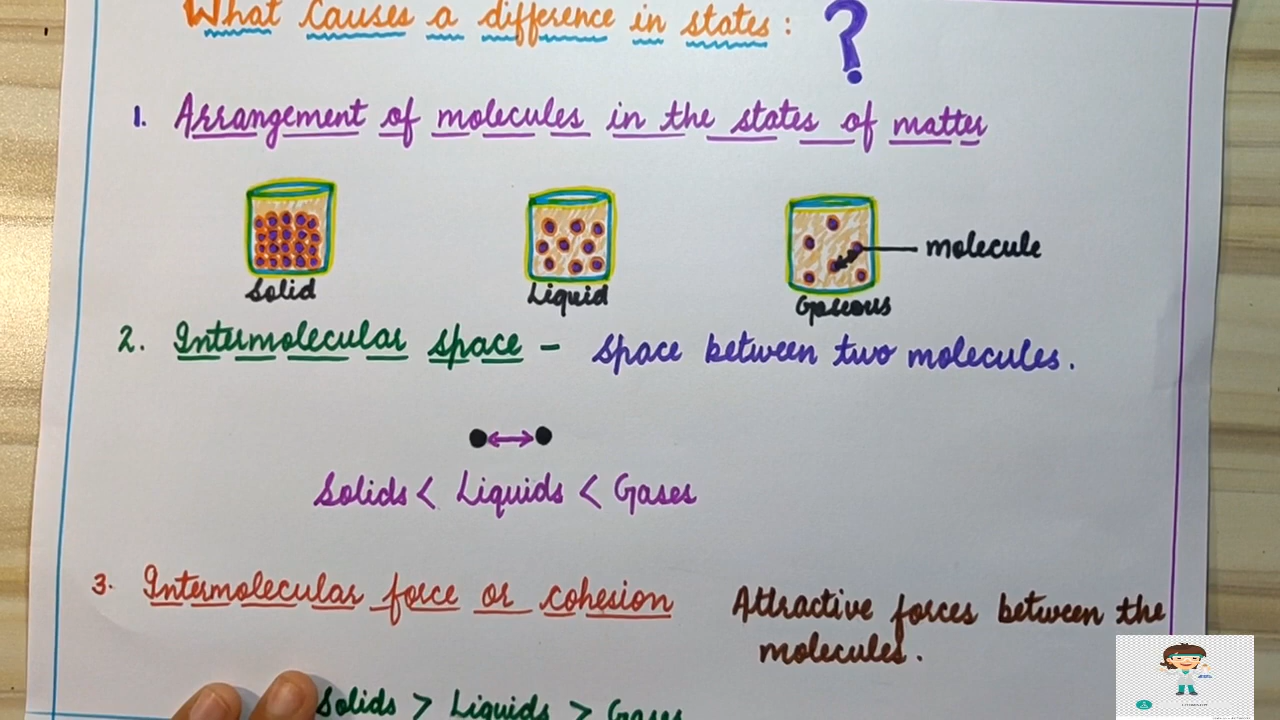 What causes a difference in states : ?
1. Arrangement of molecules in the states of matter
molecule
Solid
Liquid
Gaseous
2. Intermolecular space - Space between two molecules.
Solids < Liquids < Gases
3. Intermolecular force or cohesion
Attractive forces between the
molecules.
Solids > Liquids > Gases